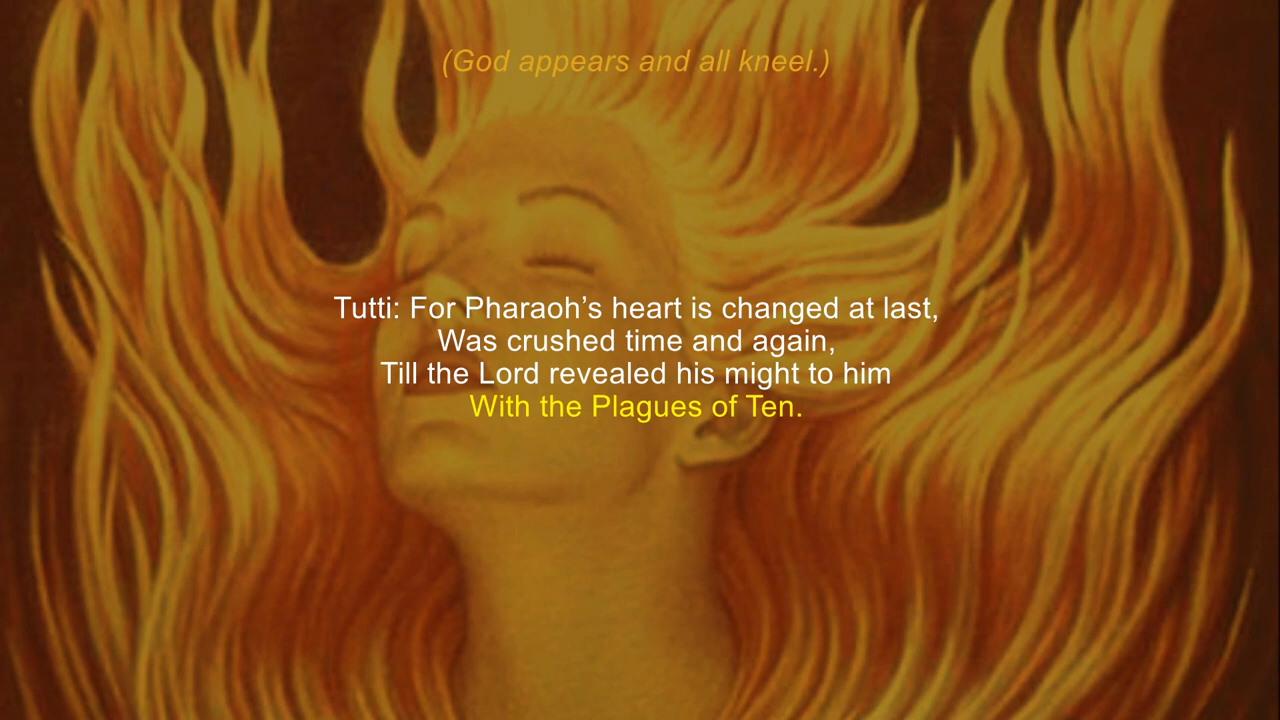 (God appears and all kneel.)
Tutti: For Pharaoh’s heart is changed at last,
Was crushed time and again,
Till the Lord revealed his might to him
With the Plagues of Ten.